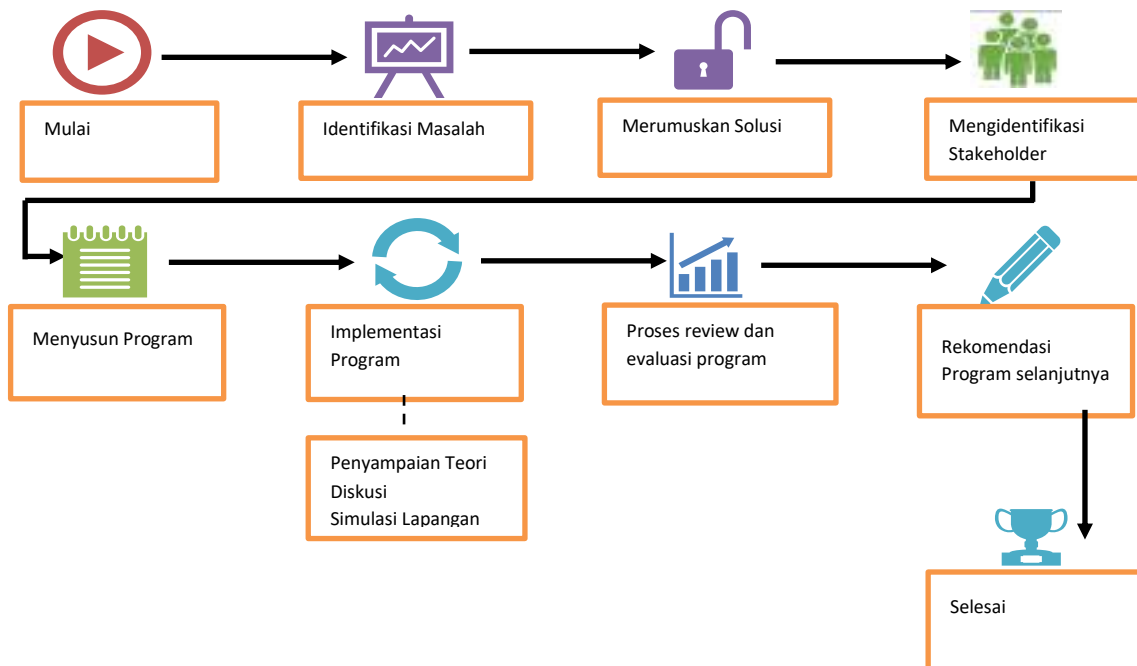 Mulai
Identifikasi Masalah
Merumuskan Solusi
Mengidentifikasi
Stakeholder
Menyusun Program
Implementasi
Program
Proses review dan
evaluasi program
Rekomendasi
Program selanjutnya
Penyampaian Teori
Diskusi
Simulasi Lapangan
Selesai